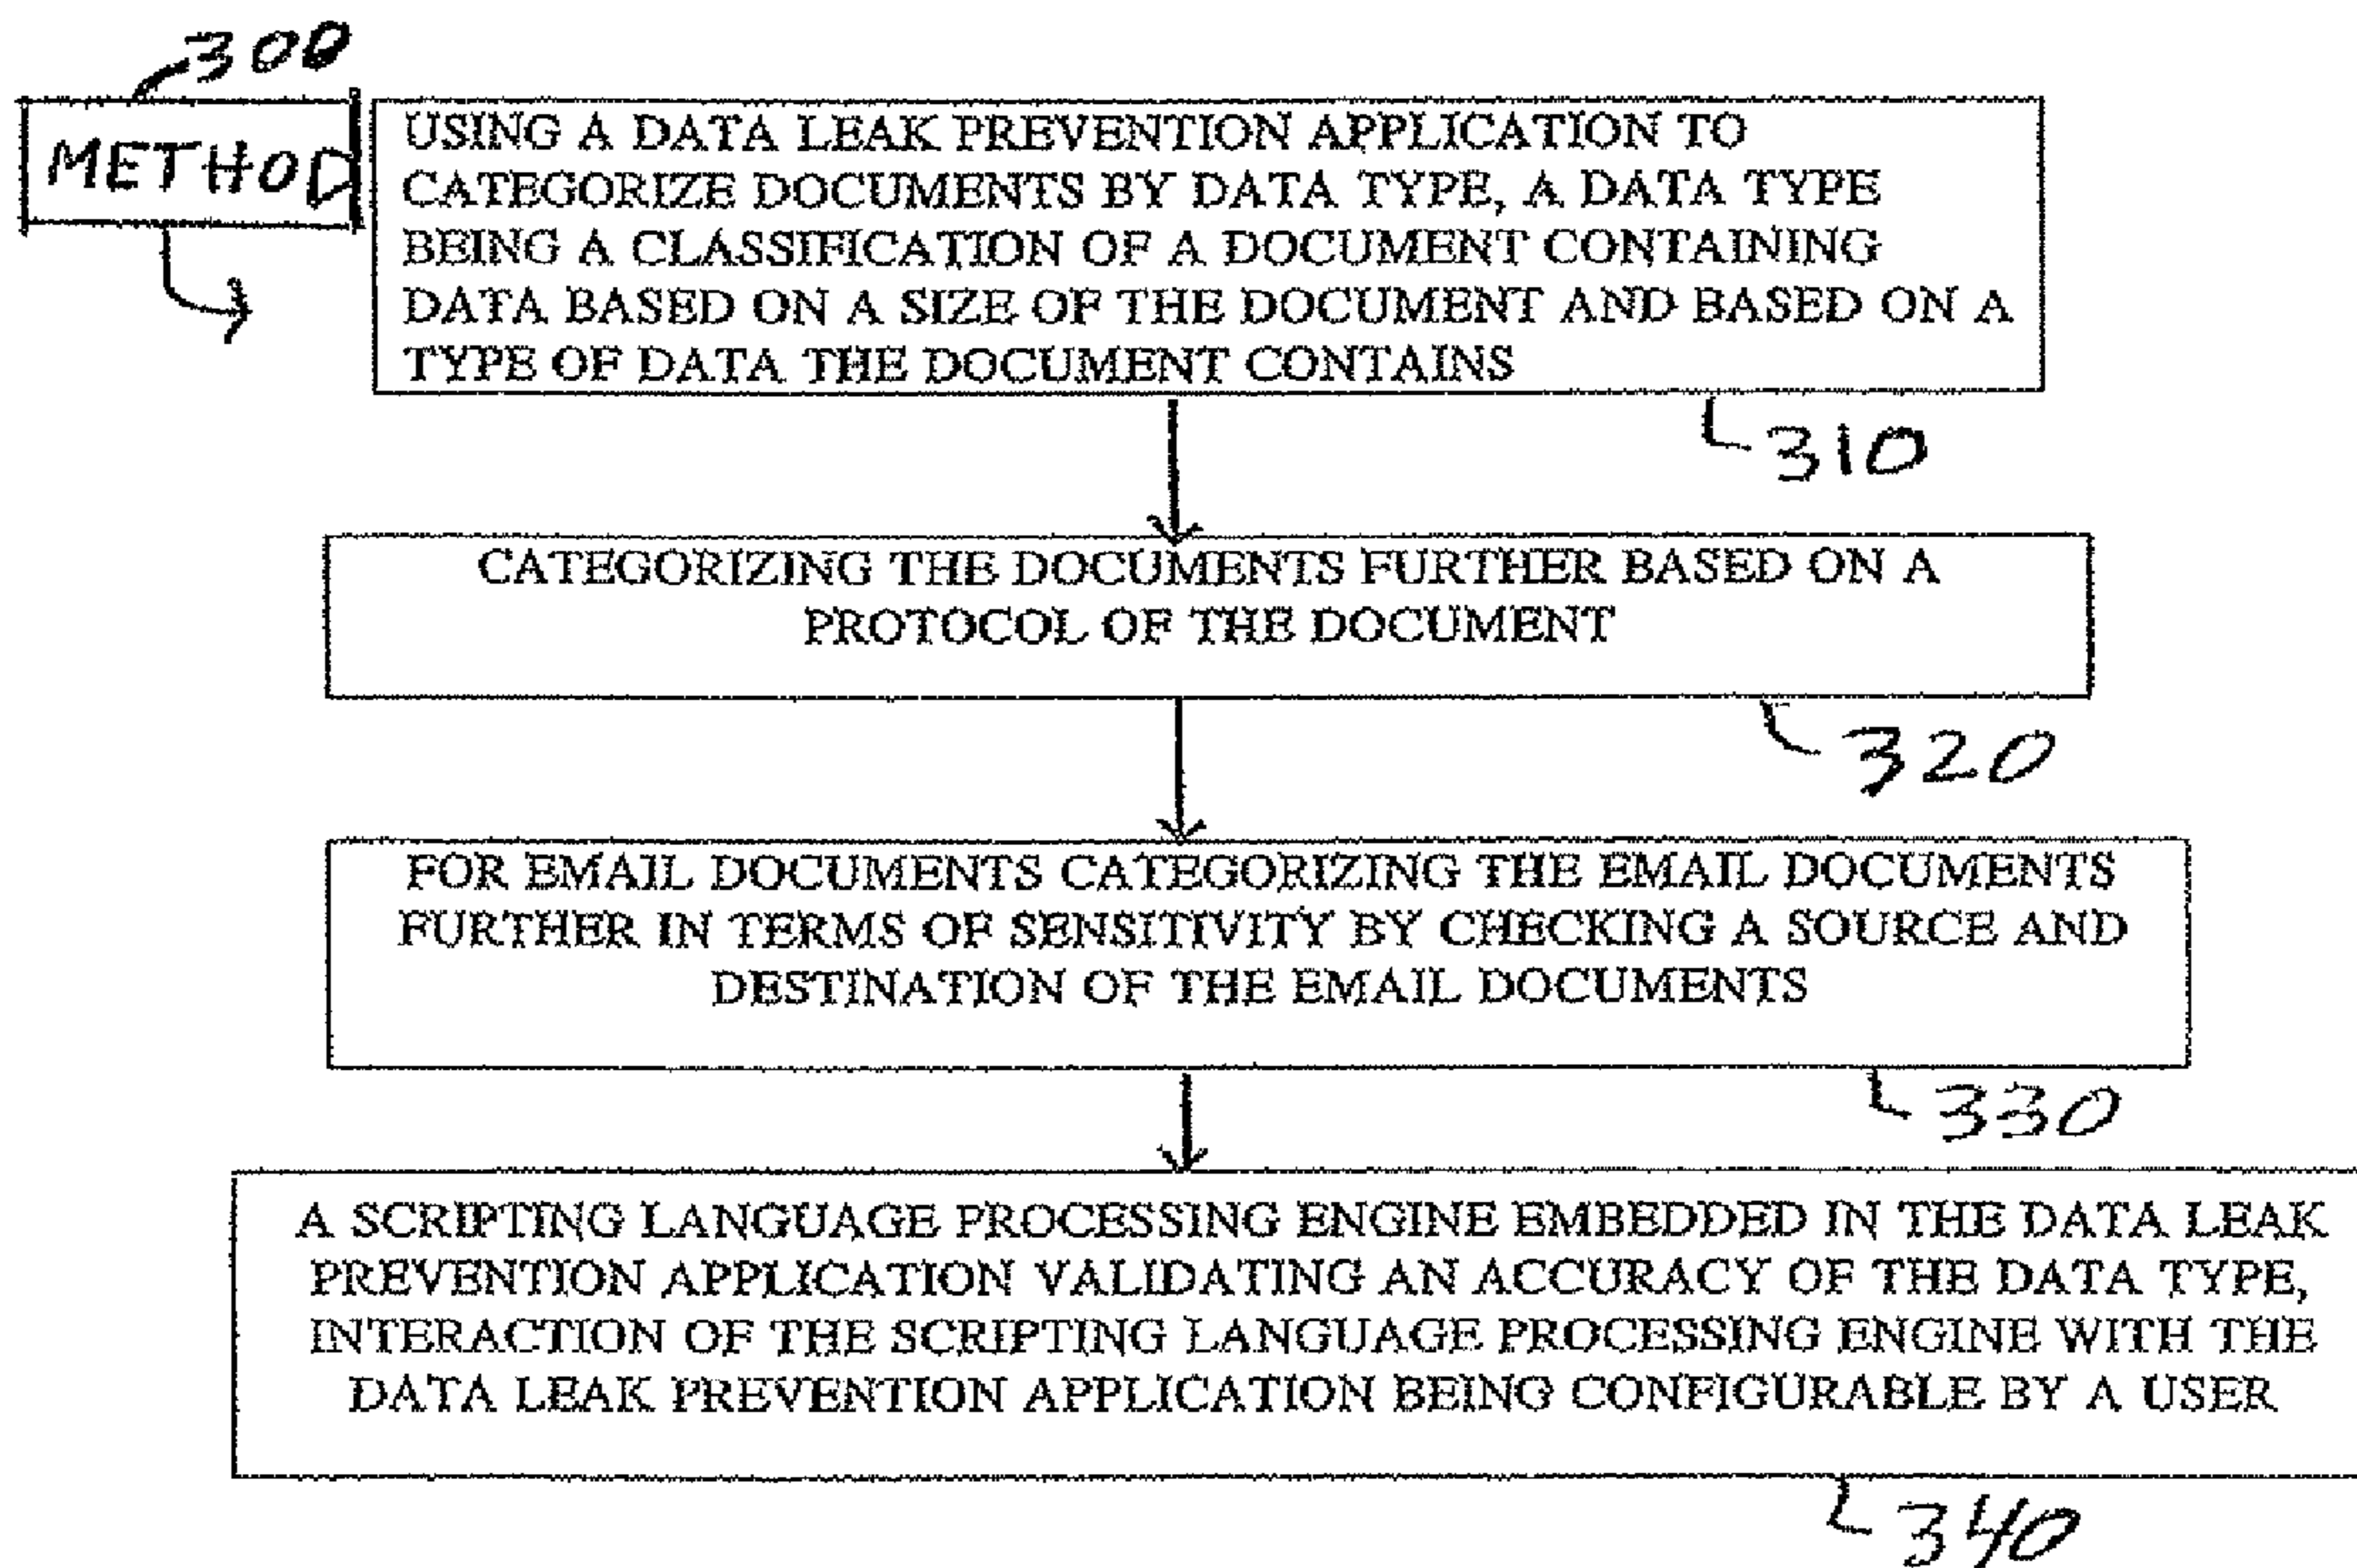 300
METHOD
USING A DATA LEAK PREVENTION APPLICATION TO
CATEGORIZE DOCUMENTS BY DATA TYPE, A DATA TYPE
BEING A CLASSIFICATION OF A DOCUMENT CONTAINING
DATA BASED ON A SIZE OF THE DOCUMENT AND BASED ON A
TYPE OF DATA THE DOCUMENT CONTAINS
310
CATEGORIZING THE DOCUMENTS FURTHER BASED ON A
PROTOCOL OF THE DOCUMENT
320
FOR EMAIL DOCUMENTS CATEGORIZING THE EMAIL DOCUMENTS
FURTHER IN TERMS OF SENSITIVITY BY CHECKING A SOURCE AND
DESTINATION OF THE EMAIL DOCUMENTS
330
A SCRIPTING LANGUAGE PROCESSING ENGINE EMBEDDED IN THE DATA LEAK
PREVENTION APPLICATION VALIDATING AN ACCURACY OF THE DATA TYPE,
INTERACTION OF THE SCRIPTING LANGUAGE PROCESSING ENGINE WITH THE
DATA LEAK PREVENTION APPLICATION BEING CONFIGURABLE BY A USER
340